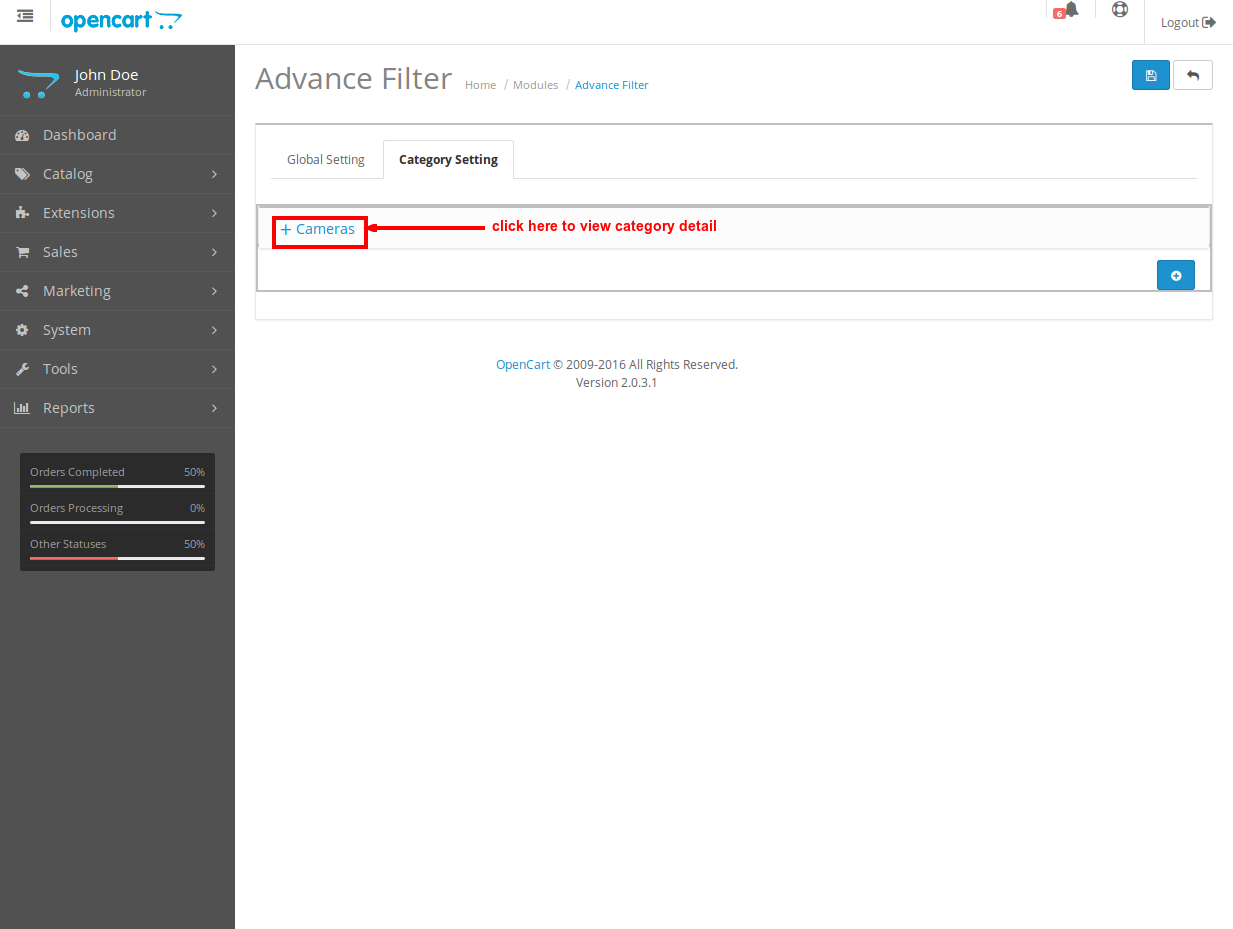 opencart
6
Logout
John Doe
Administrator
Dashboard
Catalog
Extensions
Sales
Marketing
System
Tools
Reports
Orders Completed 50%
Orders Processing 0%
Other Statuses 50%
Advance Filter Home / Modules / Advance Filter
Global Setting Category Setting
+ Cameras click here to view category detail
OpenCart © 2009-2016 All Rights Reserved.
Version 2.0.3.1